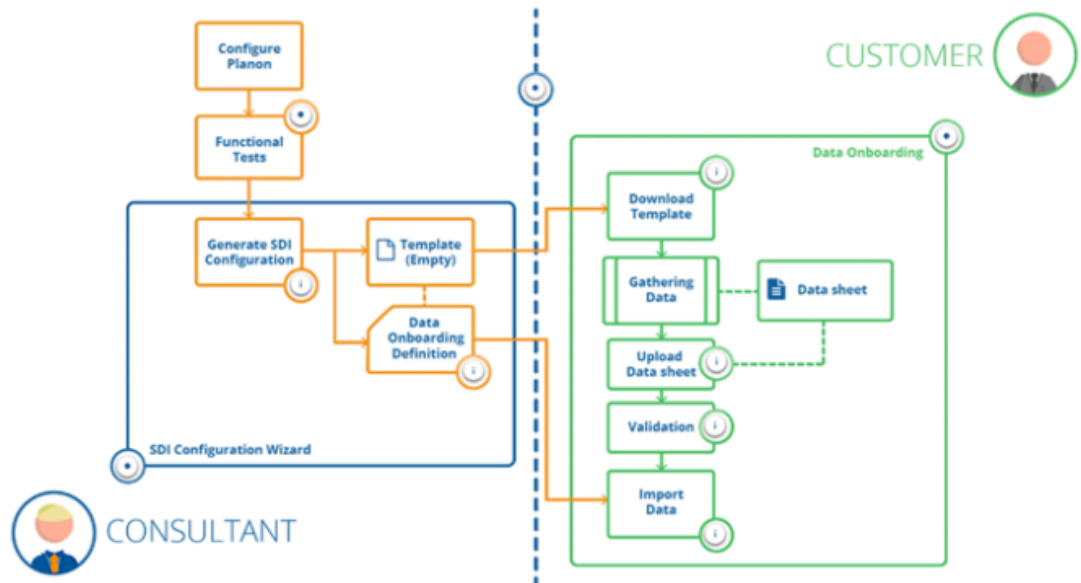 Configure
Planon
Functional
Tests
Generate SDI
Configuration
Template
(Empty)
Data
Onboarding
Definition
SDI Configuration Wizard
CONSULTANT
CUSTOMER
Data Onboarding
Download
Template
Gathering
Data
Data sheet
Upload
Data sheet
Validation
Import
Data